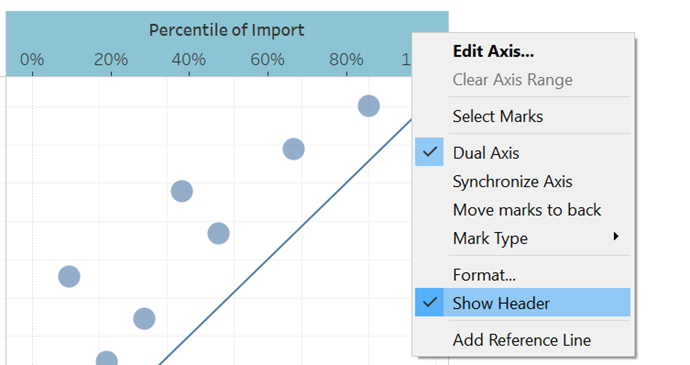 Percentile of Import
0% 20% 40% 60% 80% 1
Edit Axis...
Clear Axis Range
Select Marks
Dual Axis
Synchronize Axis
Move marks to back
Mark Type
Format...
Show Header
Add Reference Line